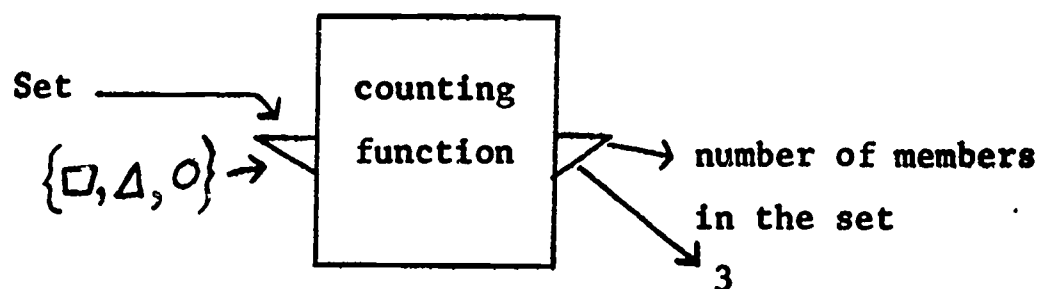 Set
counting
function
{□, Δ, O}
number of members
in the set
3